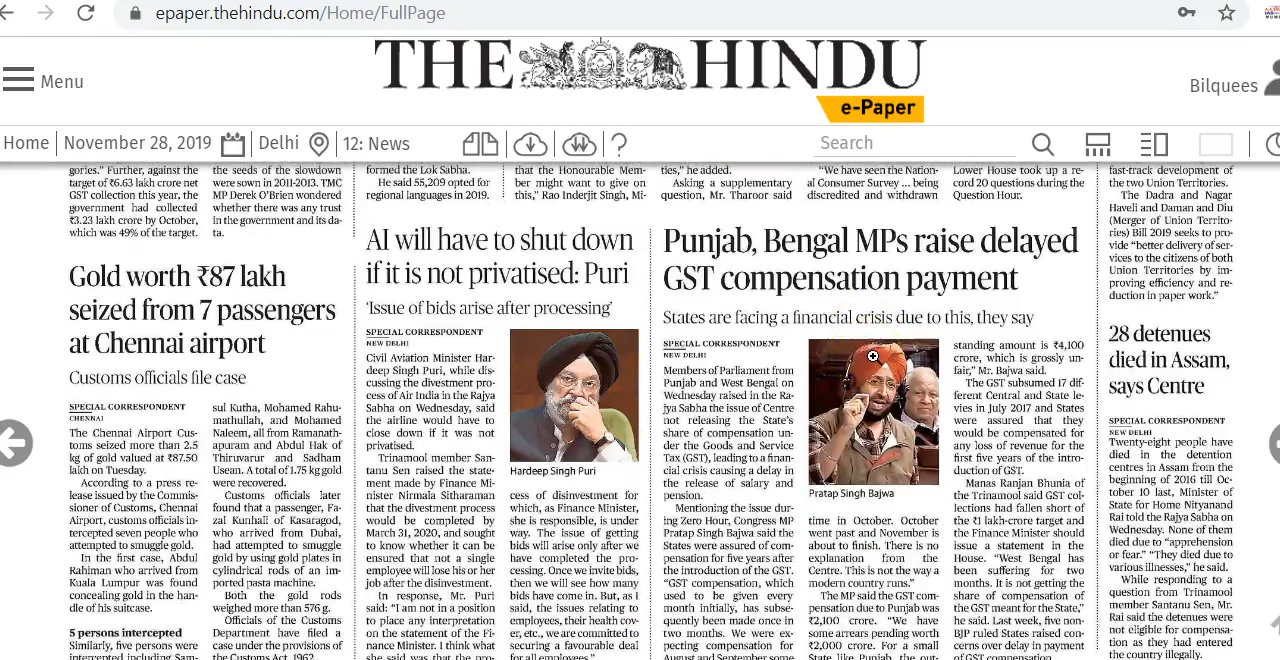 epaper.thehindu.com/Home/FullPage
THE HINDU
e-Paper
Menu
Bilquees
Home
November 28, 2019
Delhi
12: News
Search
gories." Further, against the
target of ₹6.63 lakh crore net
GST collection this year, the
government had collected
₹3.23 lakh crore by October,
which was 49% of the target.
the seeds of the slowdown
were sown in 2011-2013. TMC
MP Derek O'Brien wondered
whether there was any trust
in the government and its da-
ta.
Gold worth ₹87 lakh
seized from 7 passengers
at Chennai airport
Customs officials file case
SPECIAL CORRESPONDENT
CHENNAI
The Chennai Airport Cus-
toms seized more than 2.5
kg of gold valued at ₹87.50
lakh on Tuesday.
According to a press re-
lease issued by the Commis-
sioner of Customs, Chennai
Airport, customs officials in-
tercepted seven people who
attempted to smuggle gold.
In the first case, Abdul
Rahiman who arrived from
Kuala Lumpur was found
concealing gold in the han-
dle of his suitcase.
5 persons intercepted
Similarly, five persons were
intercepted including Sam-
sul Kutha, Mohamed Rahu-
mathullah, and Mohamed
Naleem, all from Ramanath-
apuram and Abdul Hak of
Thiruvarur and Sadham
Usean. A total of 1.75 kg gold
were recovered.
Customs officials later
found that a passenger, Fa-
zal Kunhali of Kasaragod,
who arrived from Dubai,
had attempted to smuggle
gold by using gold plates in
cylindrical rods of an im-
ported pasta machine.
Both the gold rods
weighed more than 576 g.
Officials of the Customs
Department have filed a
case under the provisions of
the Customs Act, 1962.
formed the Lok Sabha.
He said 55,209 opted for
regional languages in 2019.
that the Honourable Mem-
ber might want to give on
this," Rao Inderjit Singh, Mi-
AI will have to shut down
if it is not privatised: Puri
'Issue of bids arise after processing'
SPECIAL CORRESPONDENT
NEW DELHI
Civil Aviation Minister Har-
deep Singh Puri, while dis-
cussing the divestment pro-
cess of Air India in the Rajya
Sabha on Wednesday, said
the airline would have to
close down if it was not
privatised.
Trinamool member San-
tanu Sen raised the state-
ment made by Finance Mi-
nister Nirmala Sitharaman
that the divestment process
would be completed by
March 31, 2020, and sought
to know whether it can be
ensured that not a single
employee will lose his or her
job after the disinvestment.
In response, Mr. Puri
said: "I am not in a position
to place any interpretation
on the statement of the Fi-
nance Minister. I think what
she said was that the pro-
Hardeep Singh Puri
cess of disinvestment for
which, as Finance Minister,
she is responsible, is under
way. The issue of getting
bids will arise only after we
have completed the pro-
cessing. Once we invite bids,
then we will see how many
bids have come in. But, as I
said, the issues relating to
employees, their health cov-
er, etc., we are committed to
securing a favourable deal
for all employees."
ties," he added.
Asking a supplementary
question, Mr. Tharoor said
"We have seen the Nation-
al Consumer Survey ... being
discredited and withdrawn
Lower House took up a re-
cord 20 questions during the
Question Hour.
Punjab, Bengal MPs raise delayed
GST compensation payment
States are facing a financial crisis due to this, they say
SPECIAL CORRESPONDENT
NEW DELHI
Members of Parliament from
Punjab and West Bengal on
Wednesday raised in the Ra-
jya Sabha the issue of Centre
not releasing the State's
share of compensation un-
der the Goods and Service
Tax (GST), leading to a finan-
cial crisis causing a delay in
the release of salary and
pension.
Mentioning the issue dur-
ing Zero Hour, Congress MP
Pratap Singh Bajwa said the
States were assured of com-
pensation for five years after
the introduction of the GST.
"GST compensation, which
used to be given every
month initially, has subse-
quently been made once in
two months. We were ex-
pecting compensation for
August and September some
Pratap Singh Bajwa
time in October. October
went past and November is
about to finish. There is no
explanation from the
Centre. This is not the way a
modern country runs."
The MP said the GST com-
pensation due to Punjab was
₹2,100 crore. "We have
some arrears pending worth
₹2,000 crore. For a small
State like Punjab, the out-
standing amount is ₹4,100
crore, which is grossly un-
fair," Mr. Bajwa said.
The GST subsumed 17 dif-
ferent Central and State le-
vies in July 2017 and States
were assured that they
would be compensated for
any loss of revenue for the
first five years of the intro-
duction of GST.
Manas Ranjan Bhunia of
the Trinamool said GST col-
lections had fallen short of
the ₹1 lakh-crore target and
the Finance Minister should
issue a statement in the
House. "West Bengal has
been suffering for two
months. It is not getting the
share of compensation of
the GST meant for the State,"
he said. Last week, five non-
BJP ruled States raised con-
cerns over delay in payment
of GST compensation.
fast-track development of
the two Union Territories.
The Dadra and Nagar
Haveli and Daman and Diu
(Merger of Union Territo-
ries) Bill 2019 seeks to pro-
vide "better delivery of ser-
vices to the citizens of both
Union Territories by im-
proving efficiency and re-
duction in paper work."
28 detenues
died in Assam,
says Centre
SPECIAL CORRESPONDENT
NEW DELHI
Twenty-eight people have
died in the detention
centres in Assam from the
beginning of 2016 till Oc-
tober 10 last, Minister of
State for Home Nityanand
Rai told the Rajya Sabha on
Wednesday. None of them
died due to "apprehension
or fear." "They died due to
various illnesses," he said.
While responding to a
question from Trinamool
member Santanu Sen, Mr.
Rai said the detenues were
not eligible for compensa-
tion as they had entered
the country illegally.